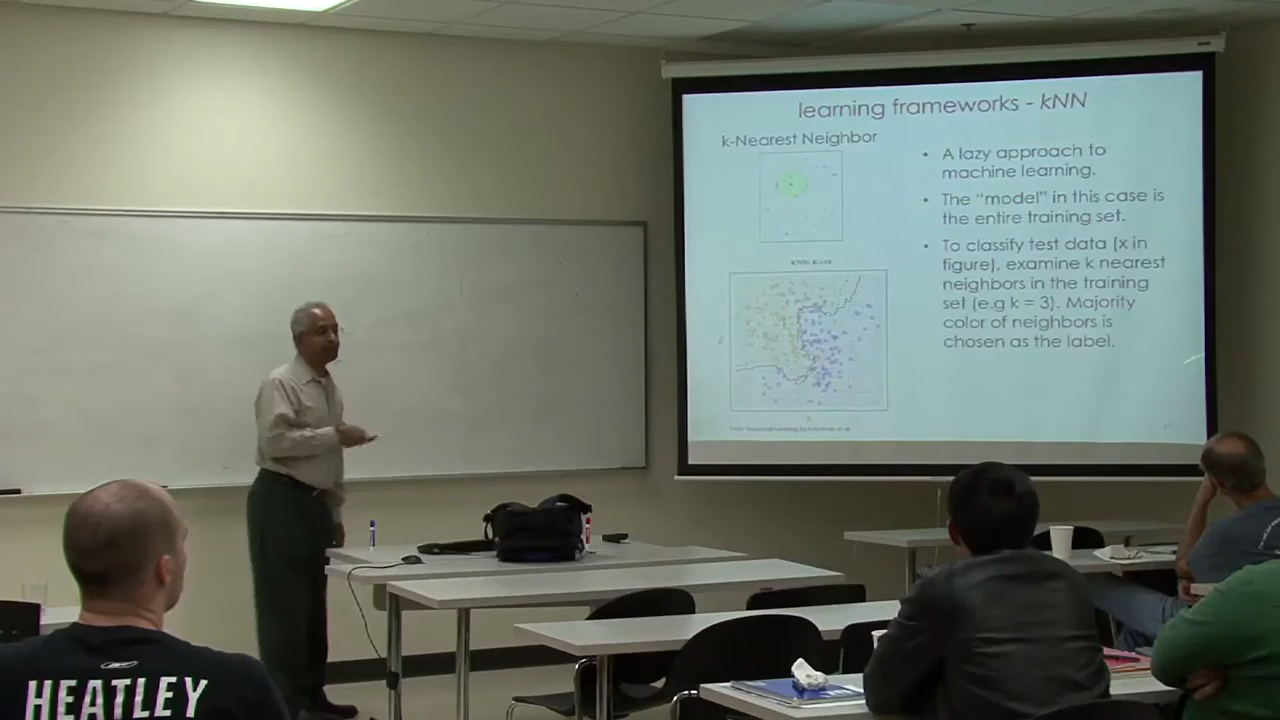 learning frameworks - kNN
k-Nearest Neighbor
• A lazy approach to
machine learning.
• The “model” in this case is
the entire training set.
• To classify test data (x in
figure), examine k nearest
neighbors in the training
set (e.g k = 3). Majority
color of neighbors is
chosen as the label.
HEATLEY